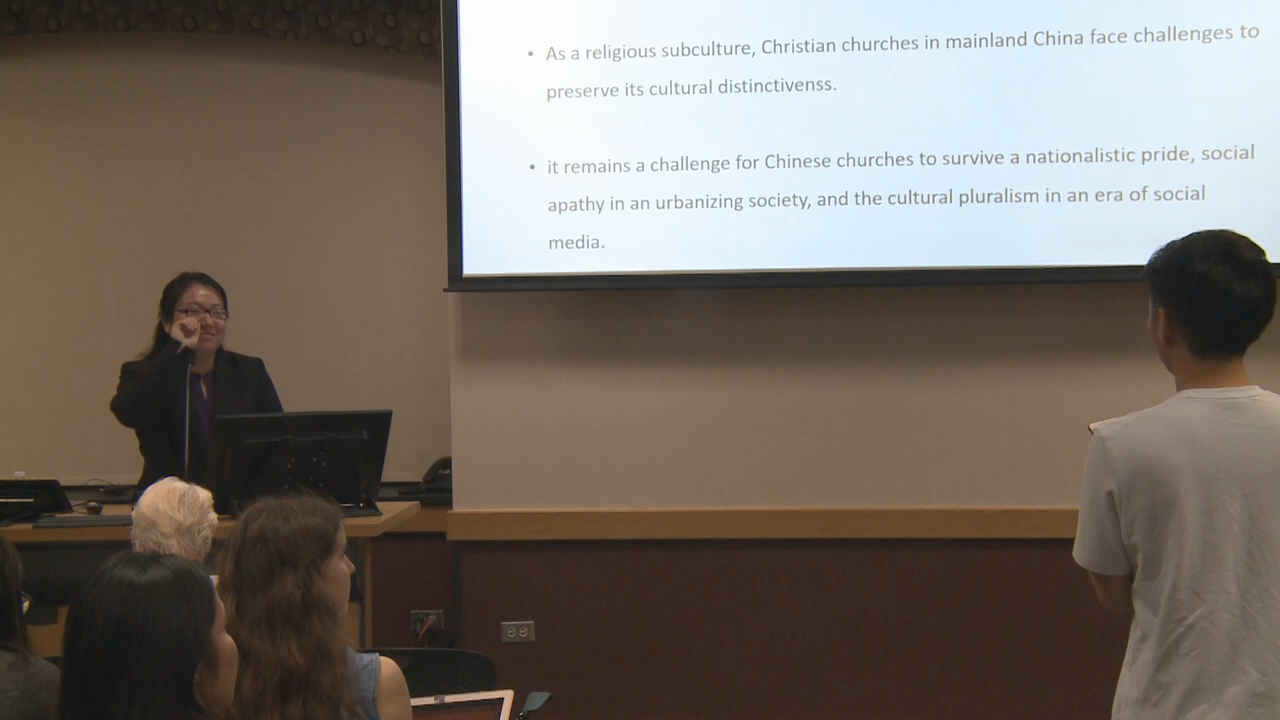 • As a religious subculture, Christian churches in mainland China face challenges to
preserve its cultural distinctivenss.
• it remains a challenge for Chinese churches to survive a nationalistic pride, social
apathy in an urbanizing society, and the cultural pluralism in an era of social
media.